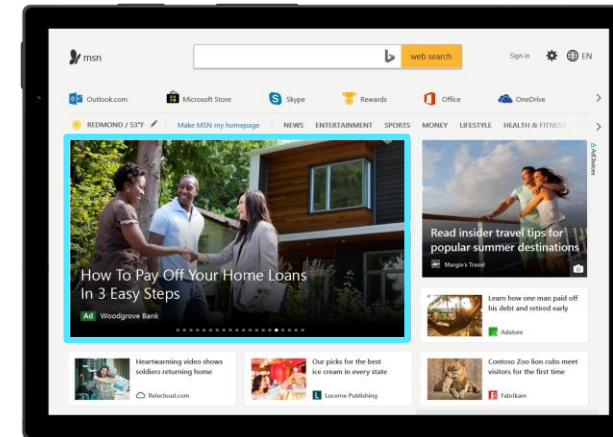 msn
web search
Sign in
EN
Outlook.com
Microsoft Store
Skype
Rewards
Office
OneDrive
REDMOND / 53°F
Make MSN my homepage
NEWS
ENTERTAINMENT
SPORTS
MONEY
LIFESTYLE
HEALTH & FITNESS
How To Pay Off Your Home Loans
In 3 Easy Steps
Ad Woodgrove Bank
Read insider travel tips for
popular summer destinations
Margie's Travel
AdChoices
Learn how one man paid off
his debt and retired early
Adatum
Heartwarming video shows
soldiers returning home
Relecloud.com
Our picks for the best
ice cream in every state
Lucerne Publishing
Contoso Zoo lion cubs meet
visitors for the first time
Fabrikam